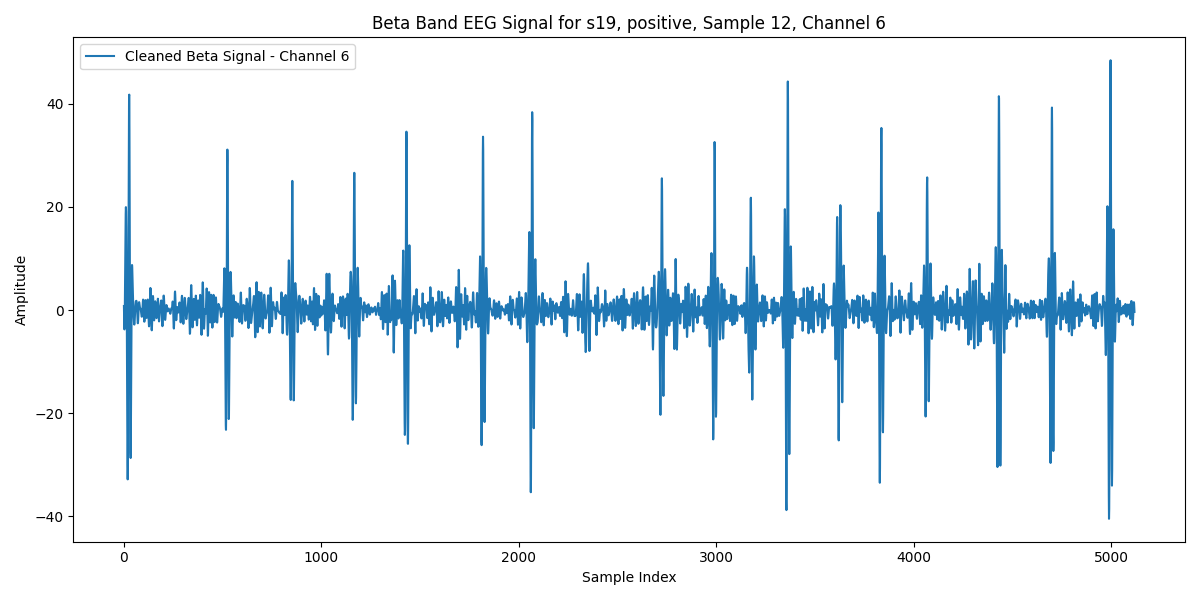 Beta Band EEG Signal for s19, positive, Sample 12, Channel 6
Cleaned Beta Signal - Channel 6
Amplitude
40
20
0
−20
−40
0 1000 2000 3000 4000 5000
Sample Index